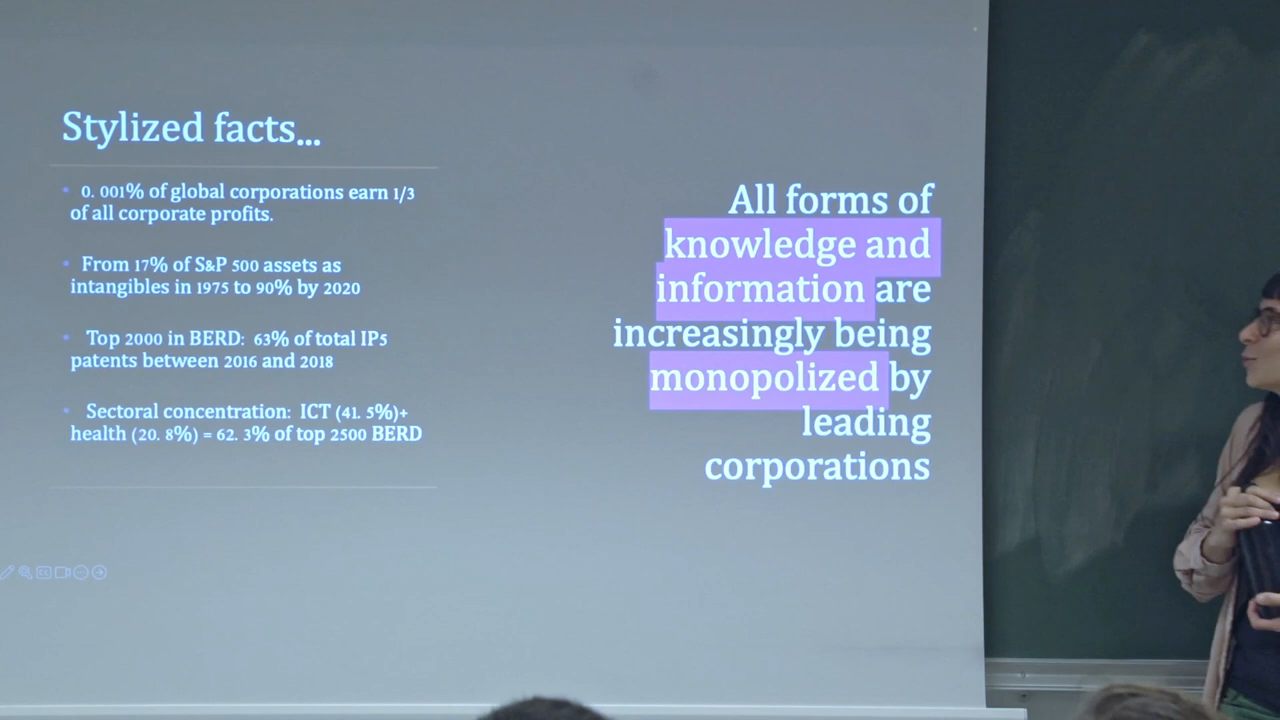 Stylized facts...
• 0. 001% of global corporations earn 1/3
of all corporate profits.
• From 17% of S&P 500 assets as
intangibles in 1975 to 90% by 2020
• Top 2000 in BERD: 63% of total IP5
patents between 2016 and 2018
• Sectoral concentration: ICT (41. 5%)+
health (20. 8%) = 62. 3% of top 2500 BERD
All forms of
knowledge and
information are
increasingly being
monopolized by
leading
corporations